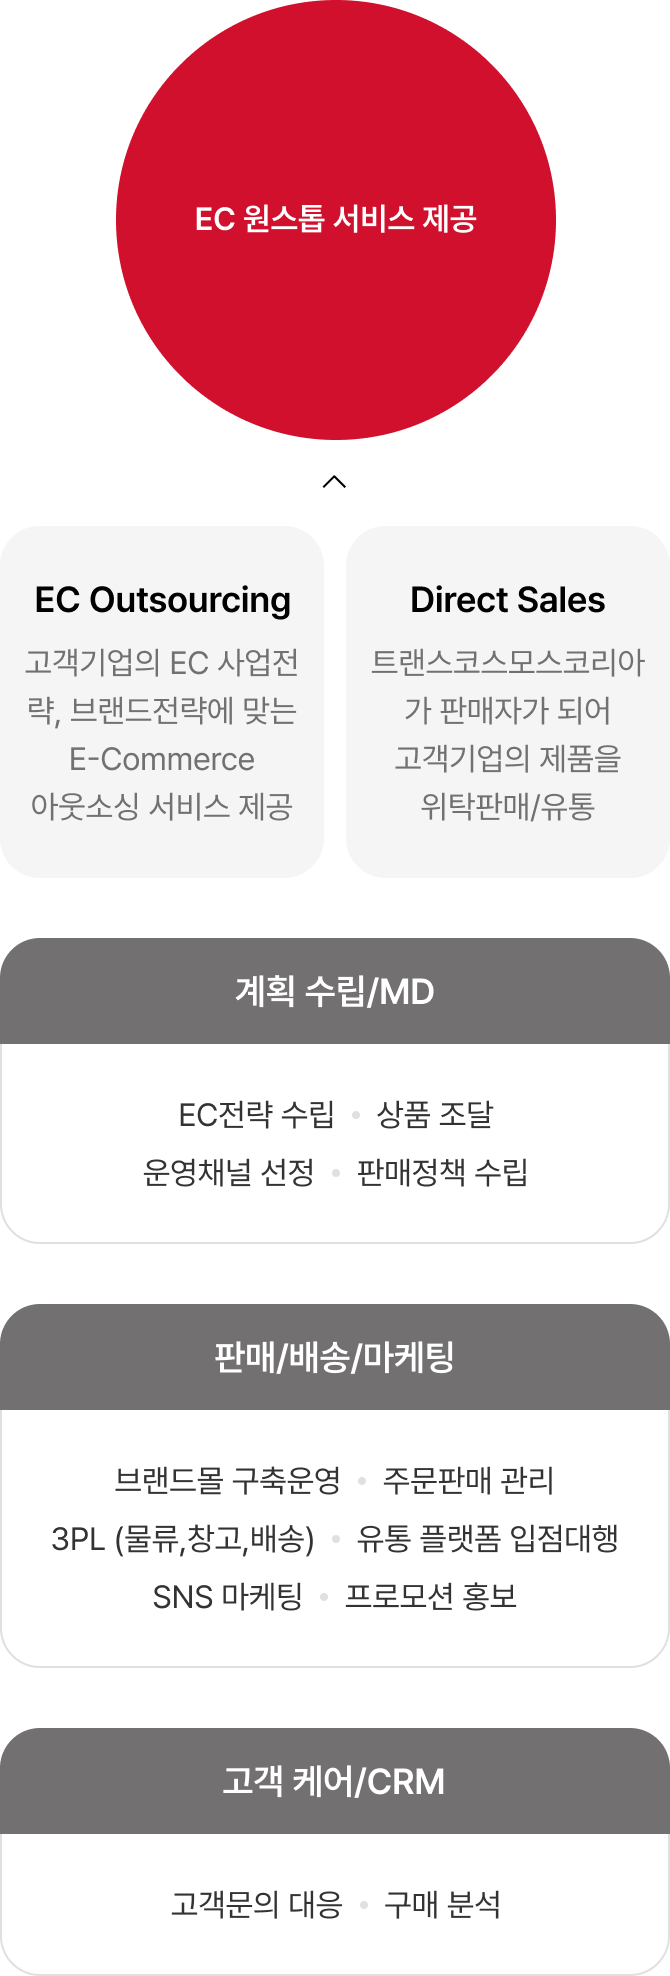 EC 원스톱 서비스 제공
EC Outsourcing
고객기업의 EC 사업전
략, 브랜드전략에 맞는
E-Commerce
아웃소싱 서비스 제공
Direct Sales
트랜스코스모스코리아
가 판매자가 되어
고객기업의 제품을
위탁판매/유통
계획 수립/MD
EC전략 수립 • 상품 조달
운영채널 선정 • 판매정책 수립
판매/배송/마케팅
브랜드몰 구축운영 • 주문판매 관리
3PL (물류,창고,배송) • 유통 플랫폼 입점대행
SNS 마케팅 • 프로모션 홍보
고객 케어/CRM
고객문의 대응 • 구매 분석